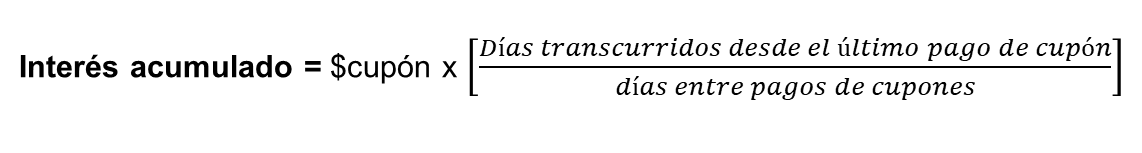 Interés acumulado = $cupón x [Días transcurridos desde el último pago de cupón
días entre pagos de cupones]